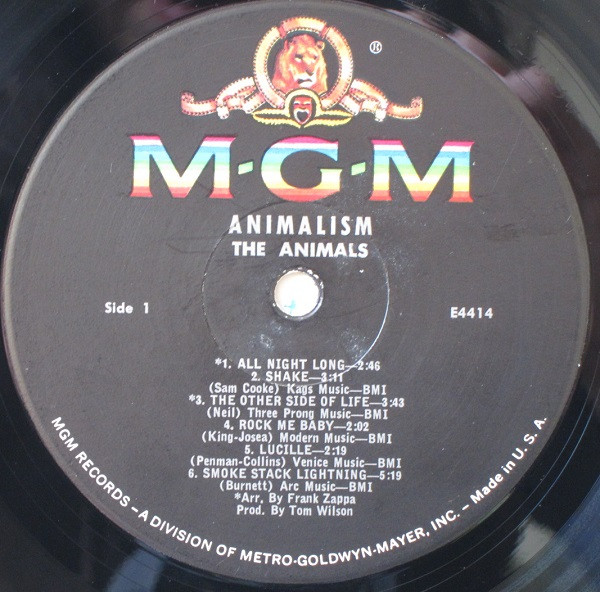 ®
M·G·M
ANIMALISM
THE ANIMALS
Side 1
E4414
*1. ALL NIGHT LONG—2:46
2. SHAKE—3:11
(Sam Cooke) Kags Music—BMI
*3. THE OTHER SIDE OF LIFE—3:43
(Neil) Three Prong Music—BMI
4. ROCK ME BABY—2:02
(King-Josea) Modern Music—BMI
5. LUCILLE—2:19
(Penman-Collins) Venice Music—BMI
6. SMOKE STACK LIGHTNING—5:19
(Burnett) Arc Music—BMI
*Arr. By Frank Zappa
Prod. By Tom Wilson
MGM RECORDS – A DIVISION OF METRO-GOLDWYN-MAYER, INC. – Made in U. S. A.